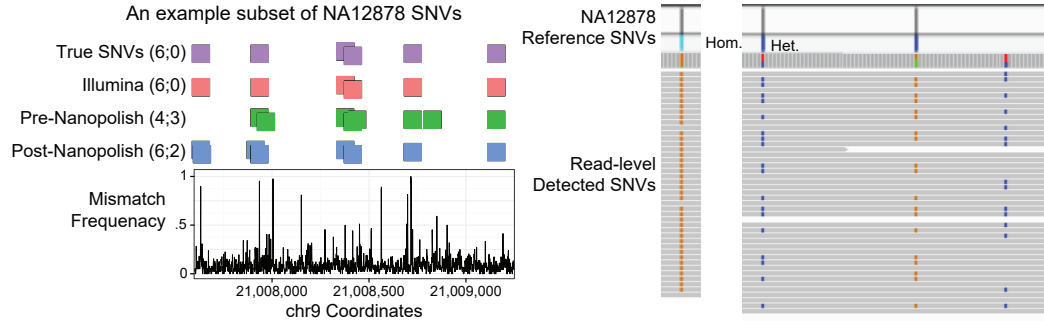 An example subset of NA12878 SNVs
True SNVs (6;0)
Illumina (6;0)
Pre-Nanopolish (4;3)
Post-Nanopolish (6;2)
Mismatch
Frequenacy
1
.5
0
21,008,000
21,008,500
21,009,000
chr9 Coordinates
NA12878
Reference SNVs
Hom.
Het.
Read-level
Detected SNVs